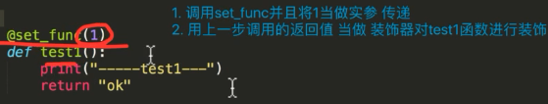 1. 调用set_func并且将1当做实参 传递
2. 用上一步调用的返回值 当做 装饰器对test1函数进行装饰
@set_func(1)
def test1():
    print("-----test1---")
    return "ok"